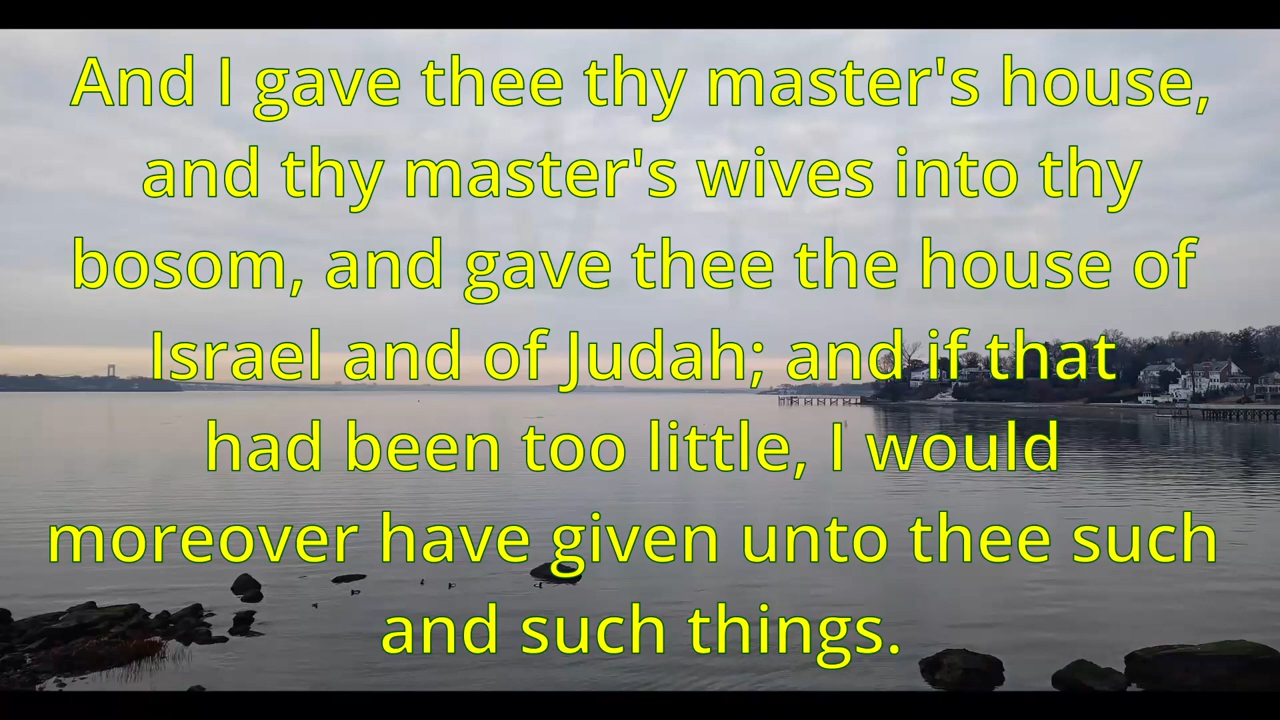 And I gave thee thy master's house,
and thy master's wives into thy
bosom, and gave thee the house of
Israel and of Judah; and if that
had been too little, I would
moreover have given unto thee such
and such things.